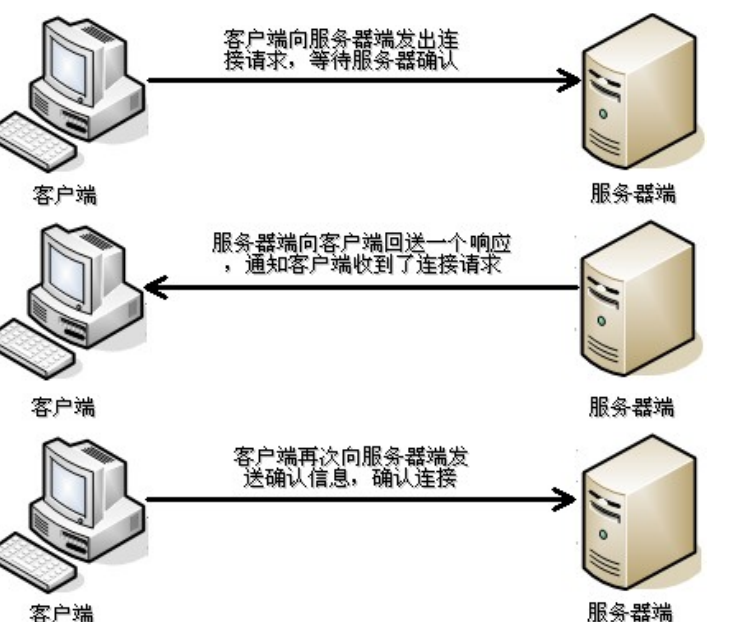 客户端向服务器端发出连
接请求，等待服务器确认
客户端
服务器端
服务器端向客户端回送一个响应
，通知客户端收到了连接请求
客户端
服务器端
客户端再次向服务器端发
送确认信息，确认连接
客户端
服务器端